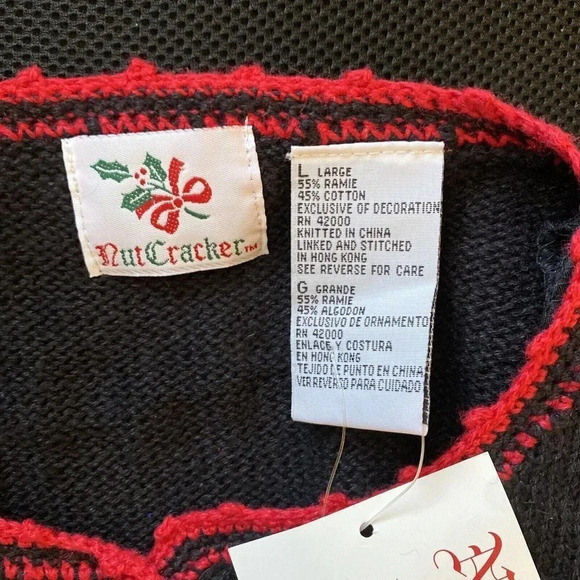 NutCracker™
L LARGE
55% RAMIE
45% COTTON
EXCLUSIVE OF DECORATION
RN 42000
KNITTED IN CHINA
LINKED AND STITCHED
IN HONG KONG
SEE REVERSE FOR CARE
G GRANDE
55% RAMIE
45% ALGODON
EXCLUSIVO DE ORNAMENTO
RN 42000
ENLACE Y COSTURA
EN HONG KONG
TEJIDO DE PUNTO EN CHINA
VER REVERTO PARA CUIDADO